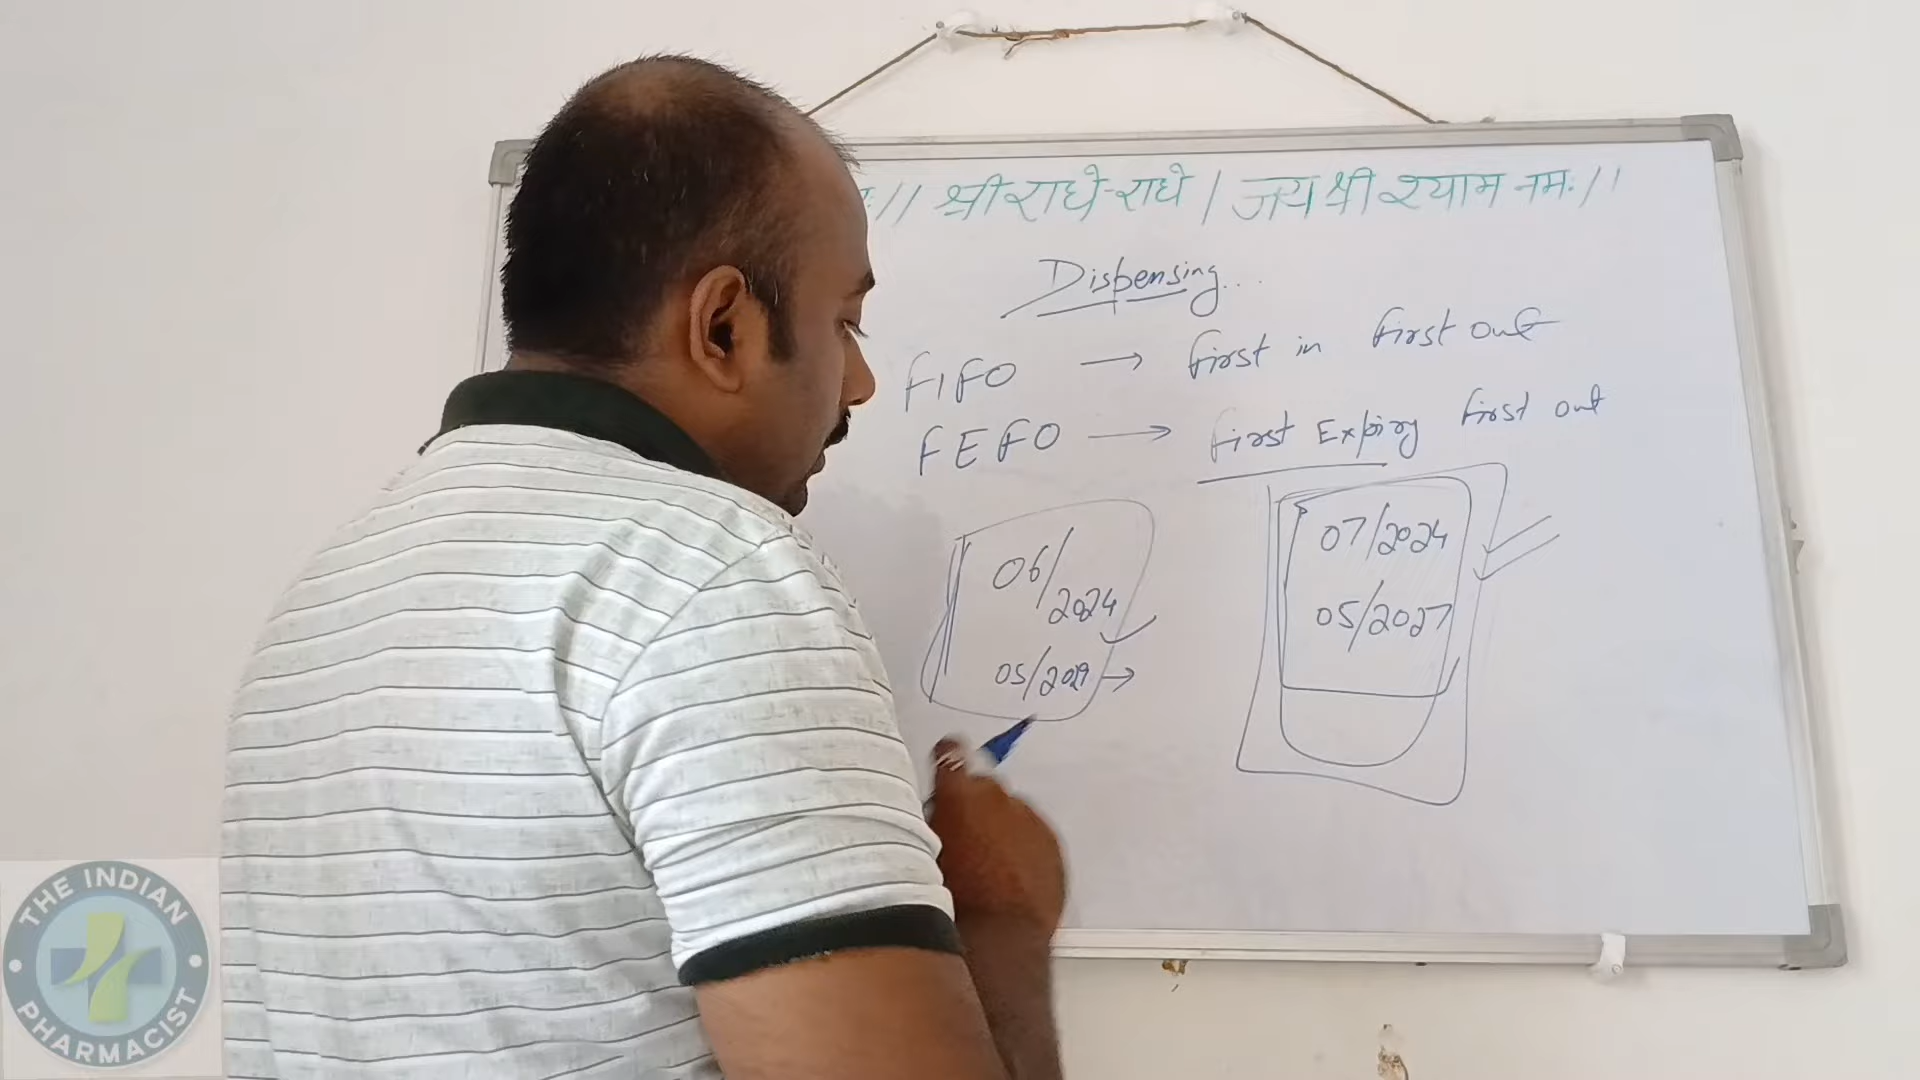 श्री राधे-राधे / जय श्री श्याम नमः //
Dispensing...
FIFO → First in First Out
FEFO → First Expiry First Out
06/2024
05/2029 →
07/2024
05/2027
THE INDIAN PHARMACIST